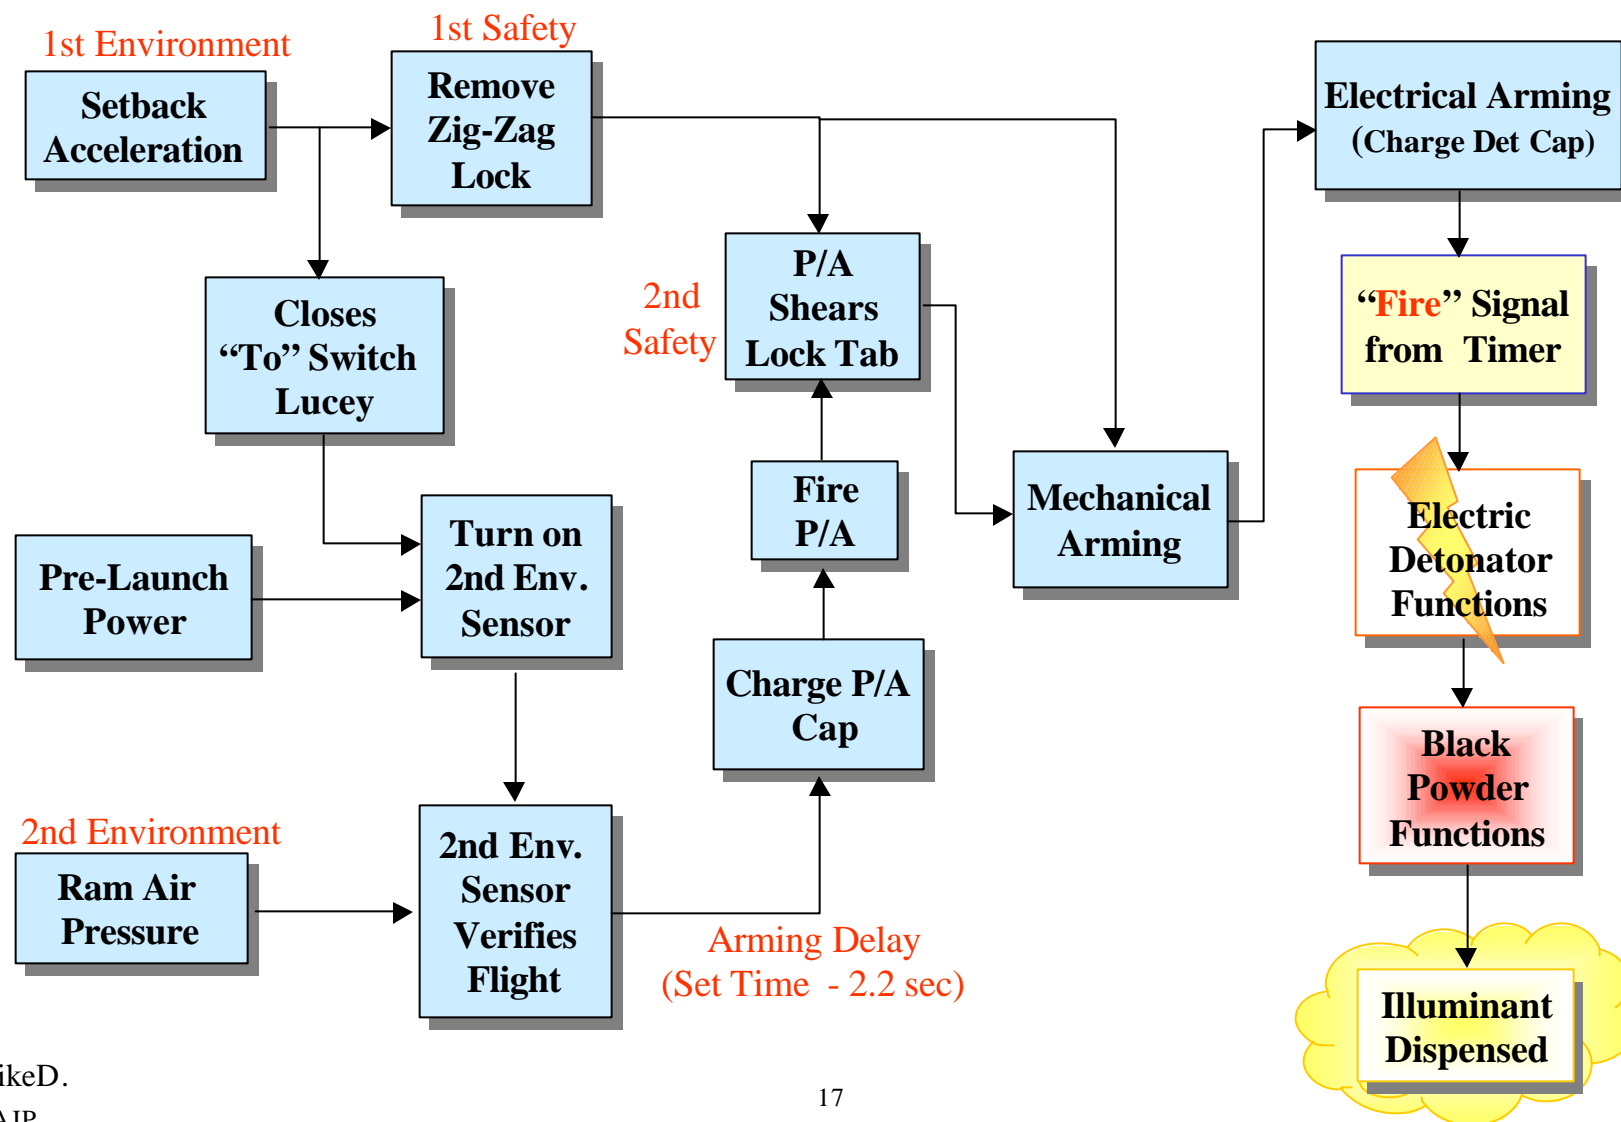 1st Environment
Setback
Acceleration
1st Safety
Remove
Zig-Zag
Lock
Closes
“To” Switch
Lucey
Pre-Launch
Power
Turn on
2nd Env.
Sensor
2nd Environment
Ram Air
Pressure
2nd Env.
Sensor
Verifies
Flight
Arming Delay
(Set Time - 2.2 sec)
Charge P/A
Cap
Fire
P/A
2nd
Safety
P/A
Shears
Lock Tab
Mechanical
Arming
Electrical Arming
(Charge Det Cap)
“Fire” Signal
from Timer
Electric
Detonator
Functions
Black
Powder
Functions
Illuminant
Dispensed
ikeD.
17